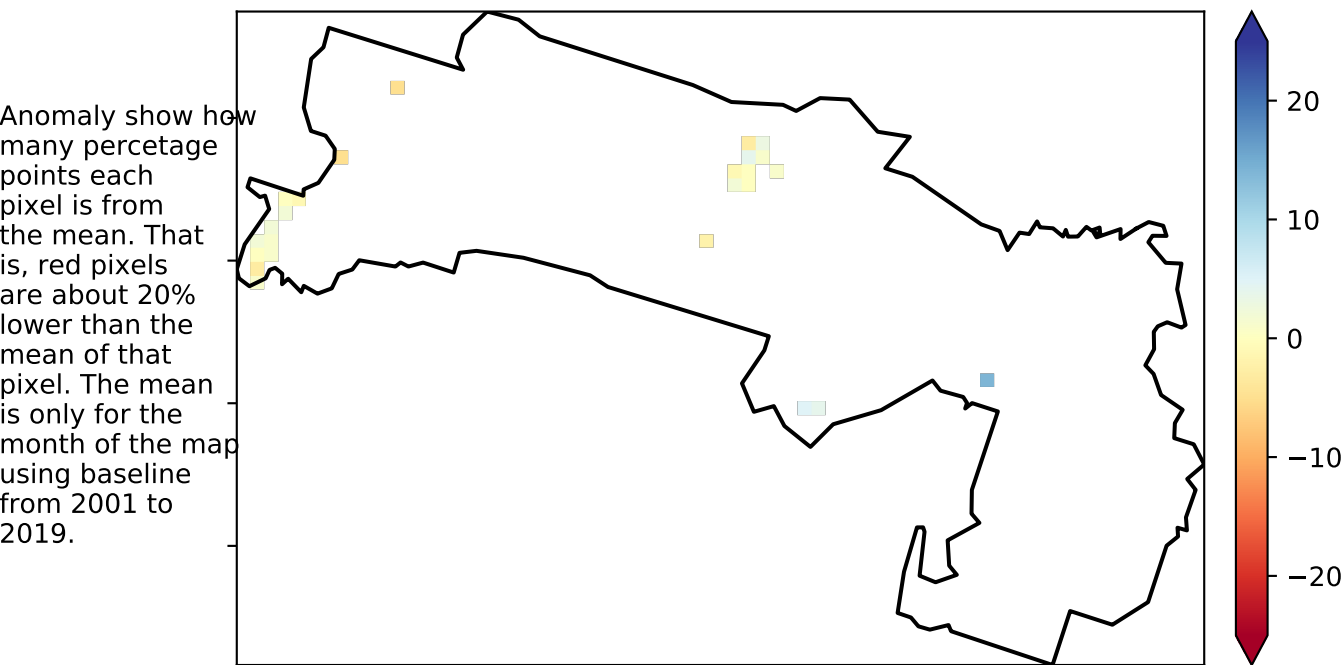 Anomaly show how
many percetage
points each
pixel is from
the mean. That
is, red pixels
are about 20%
lower than the
mean of that
pixel. The mean
is only for the
month of the map
using baseline
from 2001 to
2019.
20
10
0
−10
−20